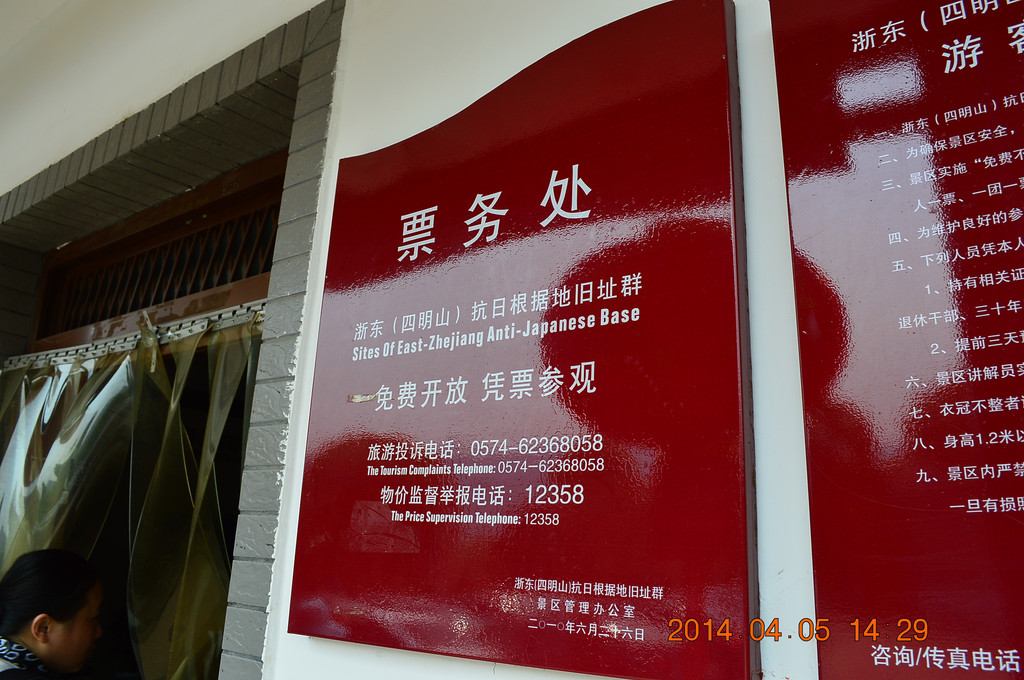 票务处
浙东（四明山）抗日根据地旧址群
Sites Of East-Zhejiang Anti-Japanese Base
免费开放 凭票参观
旅游投诉电话：0574-62368058
The Tourism Complaints Telephone: 0574-62368058
物价监督举报电话：12358
The Price Supervision Telephone: 12358
浙东(四明山)抗日根据地旧址群
景区管理办公室
二〇一〇年六月二十六日
浙东（四明山
游客
浙东（四明山）抗日
二、为确保景区安全，
三、景区实施“免费不
人一票、一团一票
四、为维护良好的参
五、下列人员凭本人
1、持有相关证
退休干部、三十年
2、提前三天
六、景区讲解员实
七、衣冠不整者
八、身高1.2米以
九、景区内严禁
一旦有损照
咨询/传真电话
2014 04.05 14:29